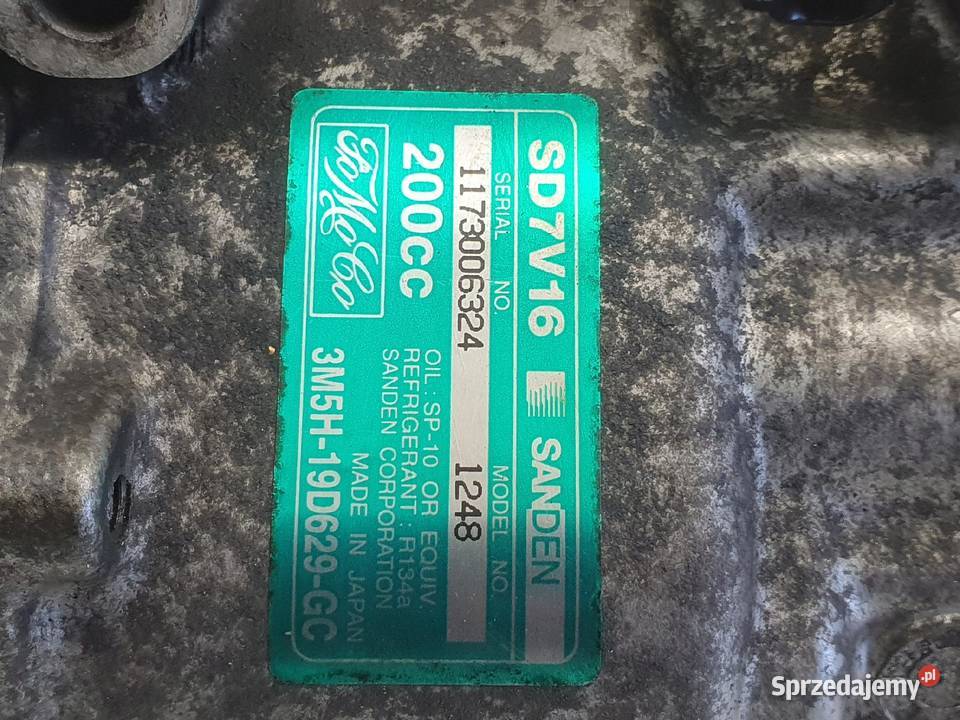 SD7V16 SANDEN
SERIAL NO. MODEL NO.
11730006324 1248
200cc
OIL : SP-10 OR EQUIV.
REFRIGERANT : R134a
SANDEN CORPORATION
MADE IN JAPAN
FoMoCo
3M5H-19D629-GC
Sprzedajemy.pl